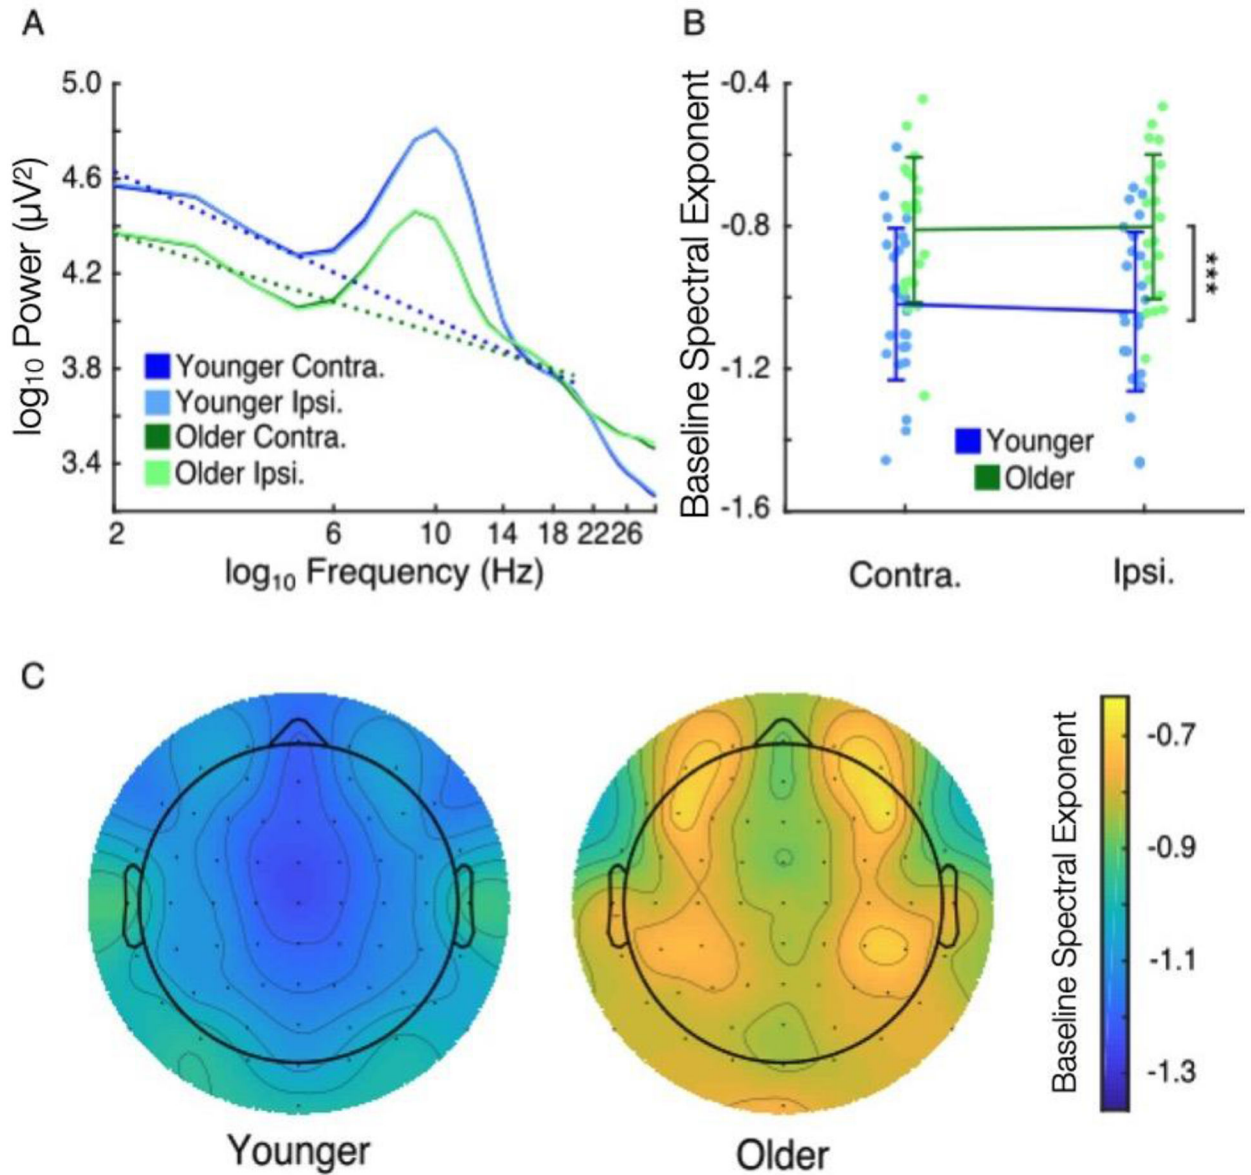 A
5.0
4.6
4.2
3.8
3.4
log10 Power (µV²)
Younger Contra.
Younger Ipsi.
Older Contra.
Older Ipsi.
2 6 10 14 18 22 26
log10 Frequency (Hz)
B
-0.4
-0.8
-1.2
-1.6
Baseline Spectral Exponent
***
Younger
Older
Contra. Ipsi.
C
Younger
Older
Baseline Spectral Exponent
-0.7
-0.9
-1.1
-1.3